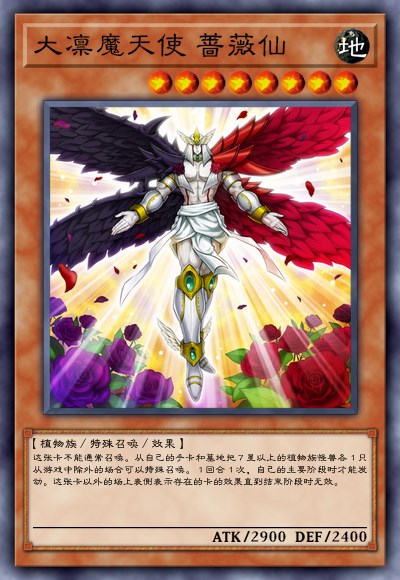 大凛魔天使 蔷薇仙
地
【植物族／特殊召唤／效果】
这张卡不能通常召唤。从自己的手卡和墓地把7星以上的植物族怪兽各1只
从游戏中除外的场合可以特殊召唤。1回合1次，自己的主要阶段时才能发
动。这张卡以外的场上表侧表示存在的卡的效果直到结束阶段时无效。
ATK/2900 DEF/2400